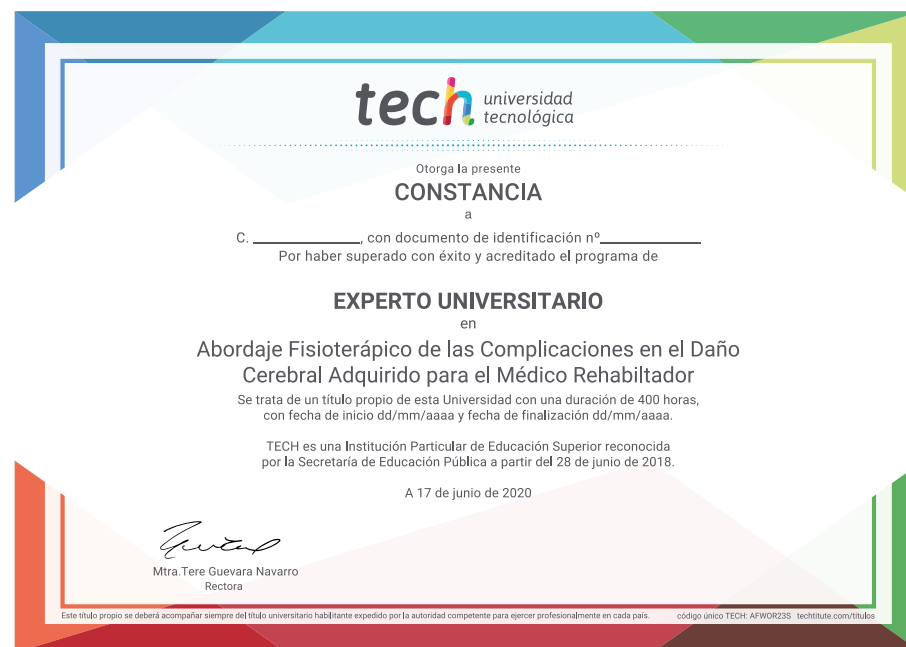 tech universidad
tecnológica
Otorga la presente
CONSTANCIA
a
C. ____________, con documento de identificación nº____________
Por haber superado con éxito y acreditado el programa de
EXPERTO UNIVERSITARIO
en
Abordaje Fisioterápico de las Complicaciones en el Daño
Cerebral Adquirido para el Médico Rehabiltador
Se trata de un título propio de esta Universidad con una duración de 400 horas,
con fecha de inicio dd/mm/aaaa y fecha de finalización dd/mm/aaaa.
TECH es una Institución Particular de Educación Superior reconocida
por la Secretaría de Educación Pública a partir del 28 de junio de 2018.
A 17 de junio de 2020
Mtra.Tere Guevara Navarro
Rectora
Este título propio se deberá acompañar siempre del título universitario habilitante expedido por la autoridad competente para ejercer profesionalmente en cada país. código único TECH: AFWOR23S techtitute.com/titulos